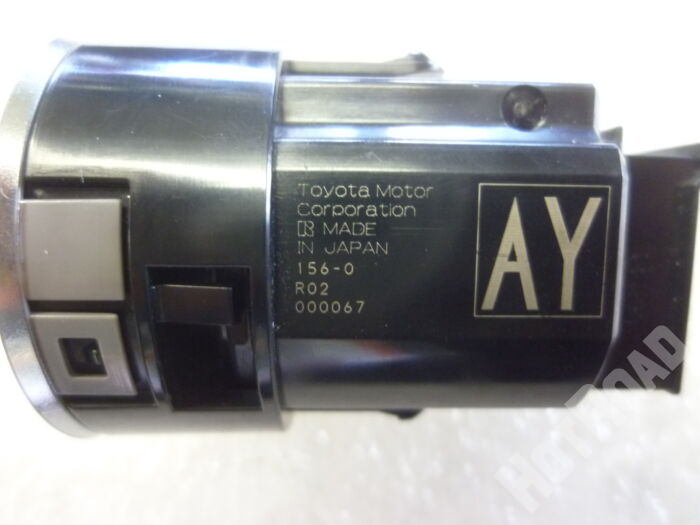 Toyota Motor
Corporation
R MADE
IN JAPAN
156-0
R02
000067
AY
HotRoad